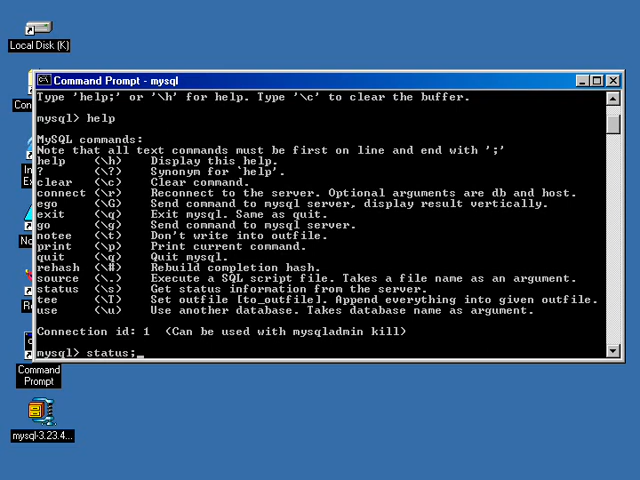 Local Disk (K)
Command Prompt - mysql
Type 'help;' or '\h' for help. Type '\c' to clear the buffer.
mysql> help
MySQL commands:
Note that all text commands must be first on line and end with ';'
help (\h) Display this help.
? (\?) Synonym for `help'.
clear (\c) Clear command.
connect (\r) Reconnect to the server. Optional arguments are db and host.
ego (\G) Send command to mysql server, display result vertically.
exit (\q) Exit mysql. Same as quit.
go (\g) Send command to mysql server.
notee (\t) Don't write into outfile.
print (\p) Print current command.
quit (\q) Quit mysql.
rehash (\#) Rebuild completion hash.
source (\.) Execute a SQL script file. Takes a file name as an argument.
status (\s) Get status information from the server.
tee (\T) Set outfile [to_outfile]. Append everything into given outfile.
use (\u) Use another database. Takes database name as argument.
Connection id: 1 (Can be used with mysqladmin kill)
mysql> status;_
Command
Prompt
mysql-3.23.4...